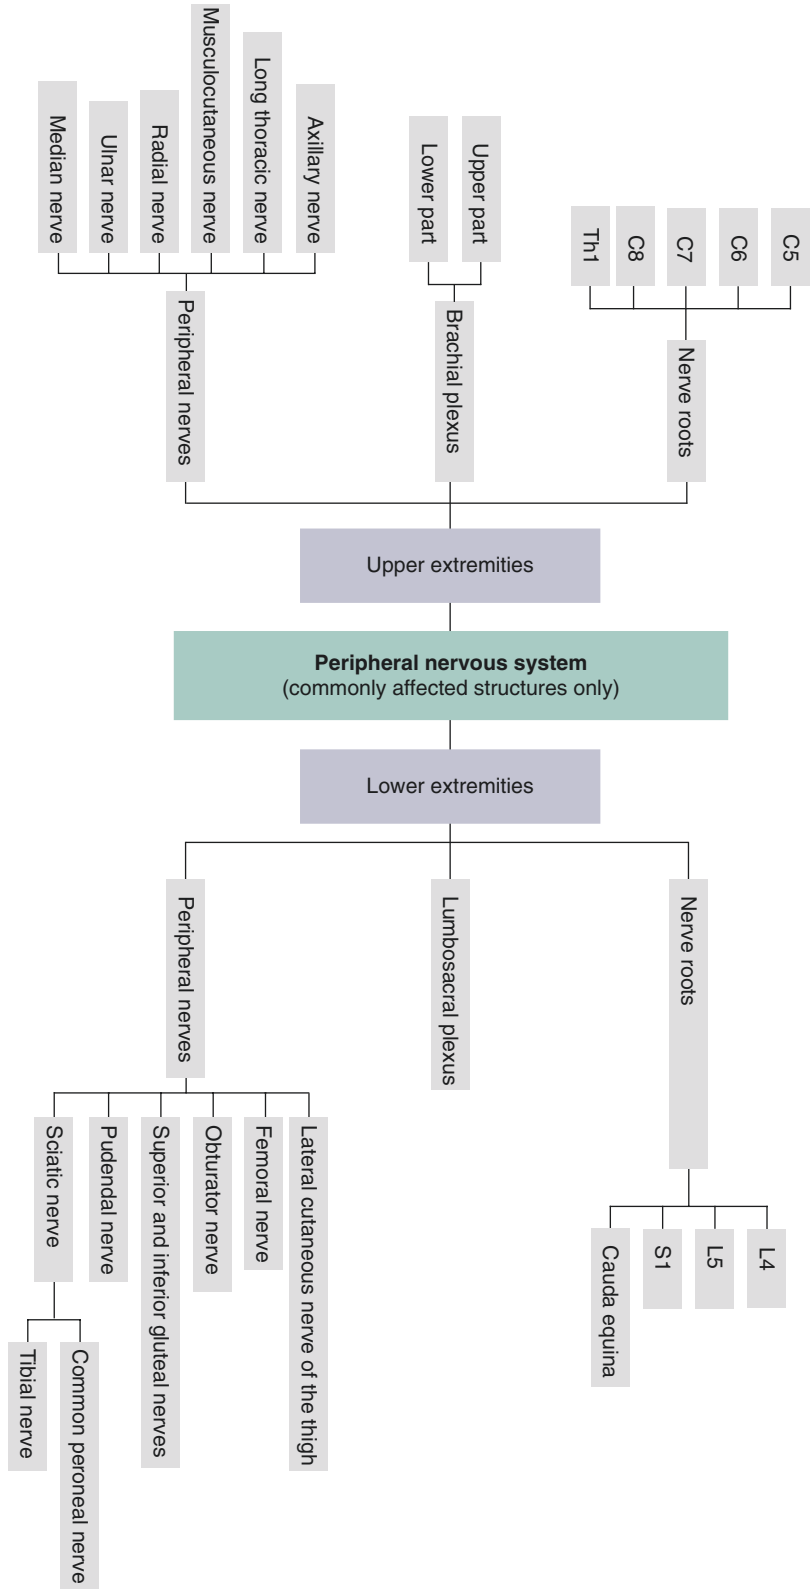 Musculocutaneous nerve
Long thoracic nerve
Axillary nerve
Median nerve
Ulnar nerve
Radial nerve
Upper part
Lower part
C5
C6
C7
C8
Th1
Peripheral nerves
Brachial plexus
Nerve roots
Upper extremities
Peripheral nervous system
(commonly affected structures only)
Lower extremities
Peripheral nerves
Lumbosacral plexus
Nerve roots
Lateral cutaneous nerve of the thigh
Femoral nerve
Obturator nerve
Superior and inferior gluteal nerves
Pudendal nerve
Sciatic nerve
L4
L5
S1
Cauda equina
Common peroneal nerve
Tibial nerve